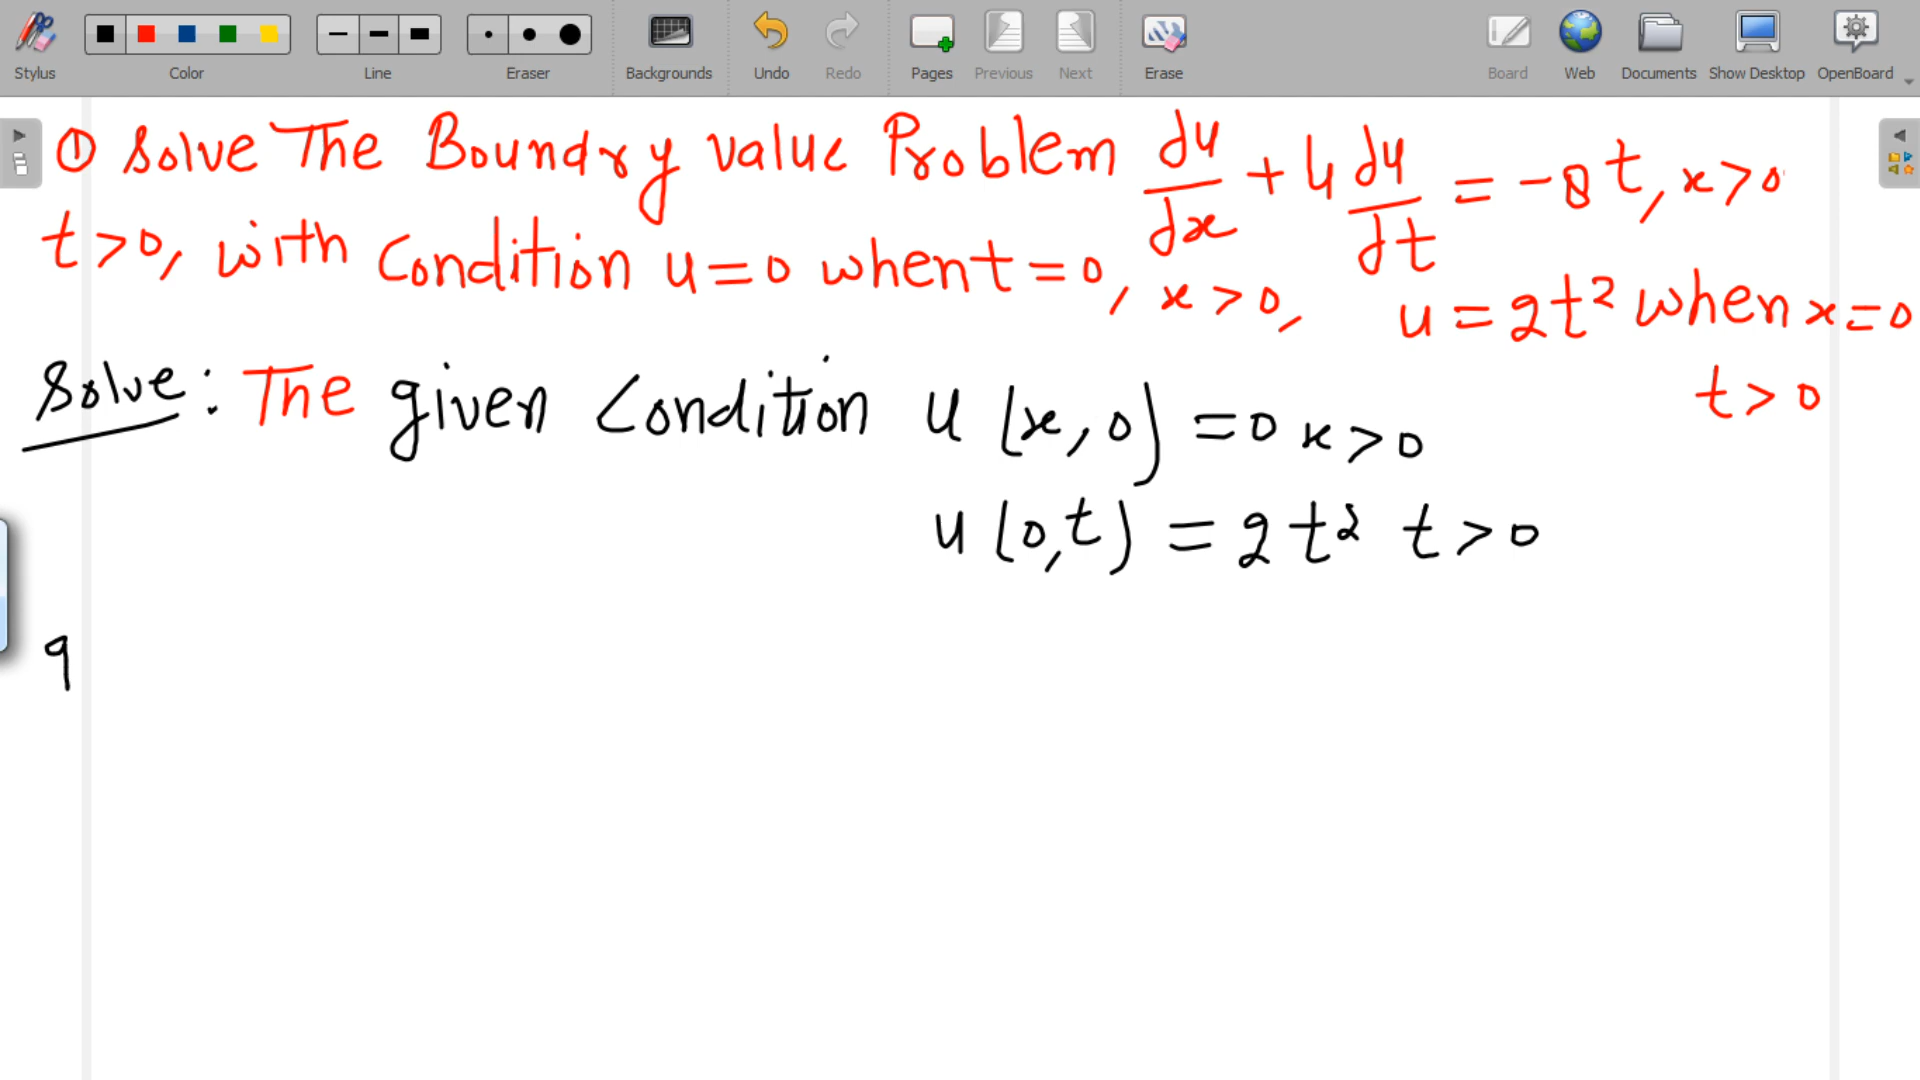 Stylus Color Line Eraser Backgrounds Undo Redo Pages Previous Next Erase Board Web Documents Show Desktop OpenBoard
① Solve The Boundry value Problem du/dx + 4 du/dt = -8t, x>0
t>0, with Condition u=0 when t=0, x>0, u=2t² when x=0
t>0
Solve: The given Condition u(x,0)=0 x>0
u(0,t)=2t² t>0
9